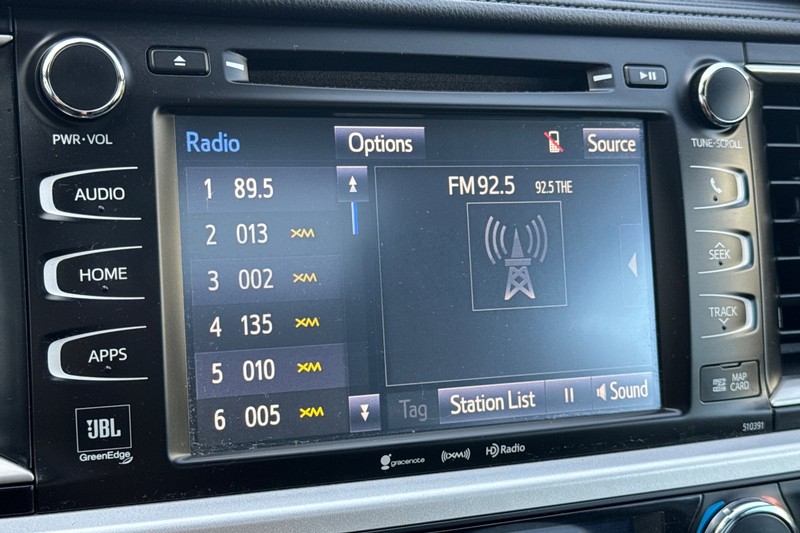 PWR•VOL
AUDIO
HOME
APPS
JBL
GreenEdge
Radio
Options
Source
1 89.5
2 013 XM
3 002 XM
4 135 XM
5 010 XM
6 005 XM
FM 92.5 92.5 THE
Tag
Station List
Sound
gracenote
((XM))
HD Radio
TUNE•SCROLL
SEEK
TRACK
MAP
CARD
510391